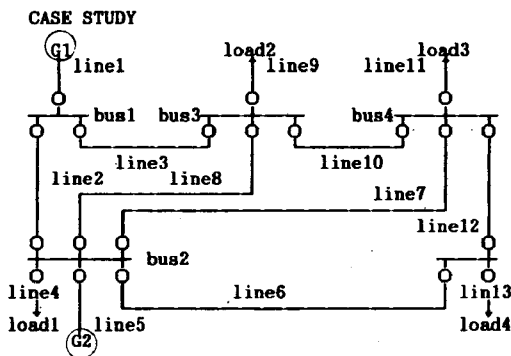 CASE STUDY
G1
line1
load2
line9
line11
load3
bus1
bus3
bus4
line3
line10
line2
line8
line7
line12
bus2
line4
line6
lin13
load1
G2
line5
load4